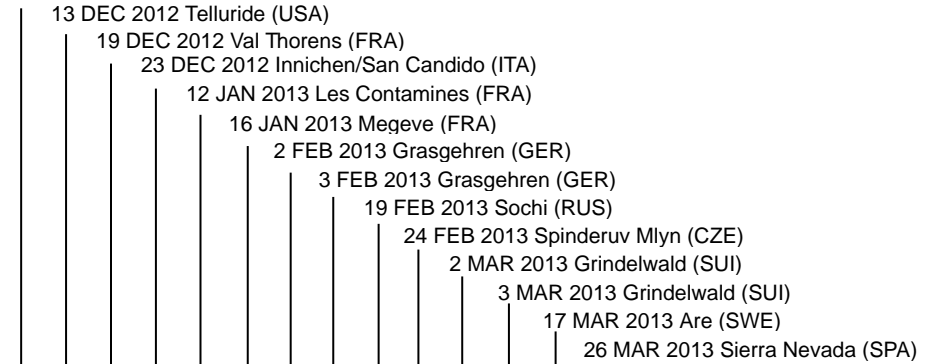 13 DEC 2012 Telluride (USA)
19 DEC 2012 Val Thorens (FRA)
23 DEC 2012 Innichen/San Candido (ITA)
12 JAN 2013 Les Contamines (FRA)
16 JAN 2013 Megeve (FRA)
2 FEB 2013 Grasgehren (GER)
3 FEB 2013 Grasgehren (GER)
19 FEB 2013 Sochi (RUS)
24 FEB 2013 Spinderuv Mlyn (CZE)
2 MAR 2013 Grindelwald (SUI)
3 MAR 2013 Grindelwald (SUI)
17 MAR 2013 Are (SWE)
26 MAR 2013 Sierra Nevada (SPA)